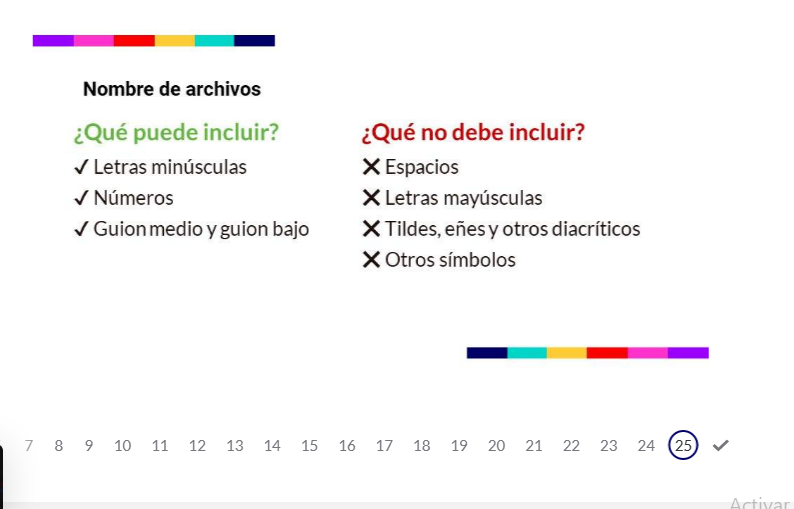 Nombre de archivos
¿Qué puede incluir?
✓ Letras minúsculas
✓ Números
✓ Guion medio y guion bajo
¿Qué no debe incluir?
✕ Espacios
✕ Letras mayúsculas
✕ Tildes, eñes y otros diacríticos
✕ Otros símbolos
7 8 9 10 11 12 13 14 15 16 17 18 19 20 21 22 23 24 25 ✓
Activar